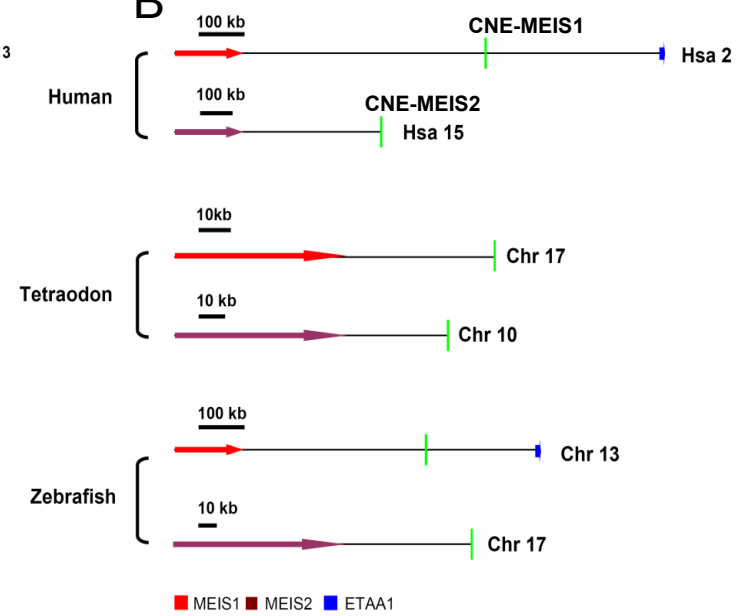 B
100 kb
CNE-MEIS1
3
Hsa 2
Human
100 kb
CNE-MEIS2
Hsa 15
10kb
Chr 17
Tetraodon
10 kb
Chr 10
100 kb
Chr 13
Zebrafish
10 kb
Chr 17
MEIS1 MEIS2 ETAA1